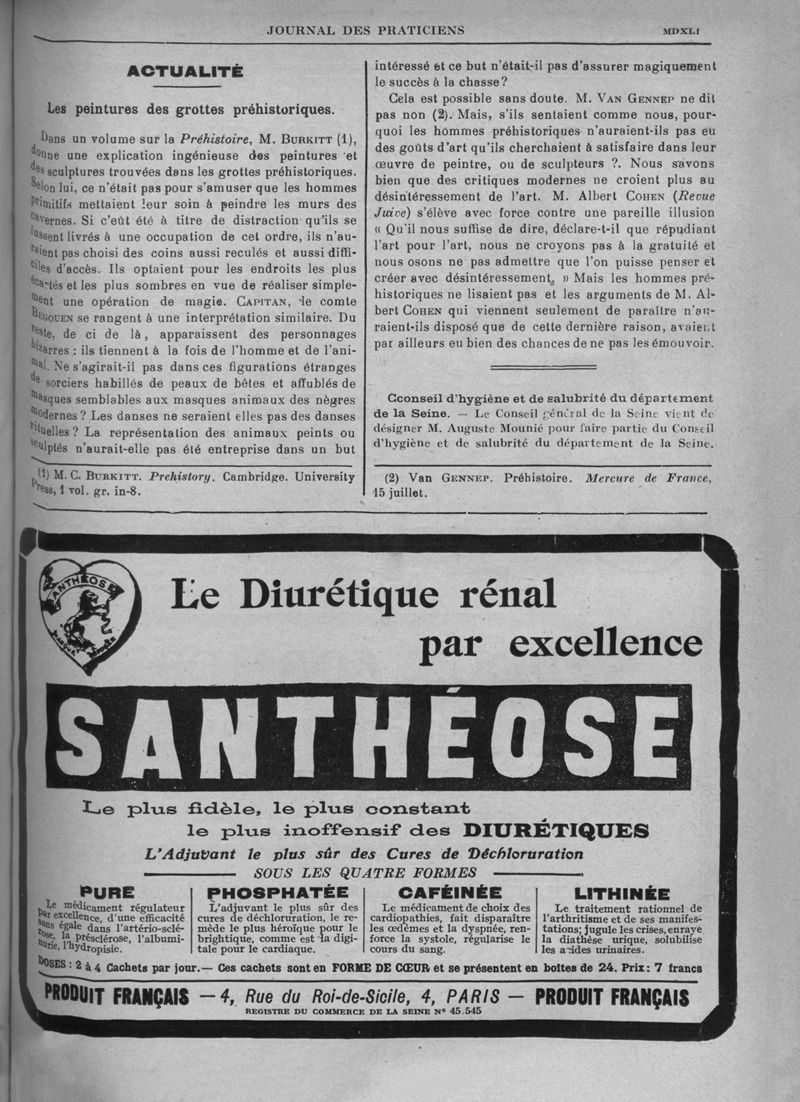 JOURNAL DES PRATICIENS
MDXLI
ACTUALITÉ
Les peintures des grottes préhistoriques.
Dans un volume sur la Préhistoire, M. BURKITT (1),
donne une explication ingénieuse des peintures et
des sculptures trouvées dans les grottes préhistoriques.
Selon lui, ce n'était pas pour s'amuser que les hommes
primitifs mettaient leur soin à peindre les murs des
cavernes. Si c'eût été à titre de distraction qu'ils se
fussent livrés à une occupation de cet ordre, ils n'au-
raient pas choisi des coins aussi reculés et aussi diffi-
ciles d'accès. Ils optaient pour les endroits les plus
écartés et les plus sombres en vue de réaliser simple-
ment une opération de magie. CAPITAN, le comte
BEGOUEN se rangent à une interprétation similaire. Du
reste, de ci de là, apparaissent des personnages
bizarres : ils tiennent à la fois de l'homme et de l'ani-
mal. Ne s'agirait-il pas dans ces figurations étranges
de sorciers habillés de peaux de bêtes et affublés de
masques semblables aux masques animaux des nègres
modernes ? Les danses ne seraient elles pas des danses
rituelles ? La représentation des animaux peints ou
sculptés n'aurait-elle pas été entreprise dans un but
(1) M. C. BURKITT. Prehistory. Cambridge. University
Press, 1 vol. gr. in-8.
intéressé et ce but n'était-il pas d'assurer magiquement
le succès à la chasse ?
Cela est possible sans doute. M. VAN GENNEP ne dit
pas non (2). Mais, s'ils sentaient comme nous, pour-
quoi les hommes préhistoriques n'auraient-ils pas eu
des goûts d'art qu'ils cherchaient à satisfaire dans leur
œuvre de peintre, ou de sculpteurs ?. Nous savons
bien que des critiques modernes ne croient plus au
désintéressement de l'art. M. Albert COHEN (Revue
Juive) s'élève avec force contre une pareille illusion
« Qu'il nous suffise de dire, déclare-t-il que répudiant
l'art pour l'art, nous ne croyons pas à la gratuité et
nous osons ne pas admettre que l'on puisse penser et
créer avec désintéressement. » Mais les hommes pré-
historiques ne lisaient pas et les arguments de M. Al-
bert COHEN qui viennent seulement de paraître n'au-
raient-ils disposé que de cette dernière raison, avaient
par ailleurs eu bien des chances de ne pas les émouvoir.
Cconseil d'hygiène et de salubrité du département
de la Seine. — Le Conseil général de la Seine vient de
désigner M. Auguste Mounié pour faire partie du Conseil
d'hygiène et de salubrité du département de la Seine.
(2) Van GENNEP. Préhistoire. Mercure de France,
15 juillet.
SANTHÉOSE
Le Diurétique rénal
par excellence
SANTHÉOSE
Le plus fidèle, le plus constant
le plus inoffensif des DIURÉTIQUES
L'Adjuvant le plus sûr des Cures de Déchloruration
SOUS LES QUATRE FORMES
PURE
Le médicament régulateur
par excellence, d'une efficacité
sans égale dans l'artério-sclé-
rose, la présclérose, l'albumi-
nurie, l'hydropisie.
PHOSPHATÉE
L'adjuvant le plus sûr des
cures de déchloruration, le re-
mède le plus héroïque pour le
brightique, comme est la digi-
tale pour le cardiaque.
CAFÉINÉE
Le médicament de choix des
cardiopathies, fait disparaître
les œdèmes et la dyspnée, ren-
force la systole, régularise le
cours du sang.
LITHINÉE
Le traitement rationnel de
l'arthritisme et de ses manifes-
tations; jugule les crises, enraye
la diathèse urique, solubilise
les acides urinaires.
DOSES : 2 à 4 Cachets par jour.— Ces cachets sont en FORME DE CŒUR et se présentent en boîtes de 24. Prix : 7 francs
PRODUIT FRANÇAIS — 4, Rue du Roi-de-Sicile, 4, PARIS — PRODUIT FRANÇAIS
REGISTRE DU COMMERCE DE LA SEINE N° 45.545